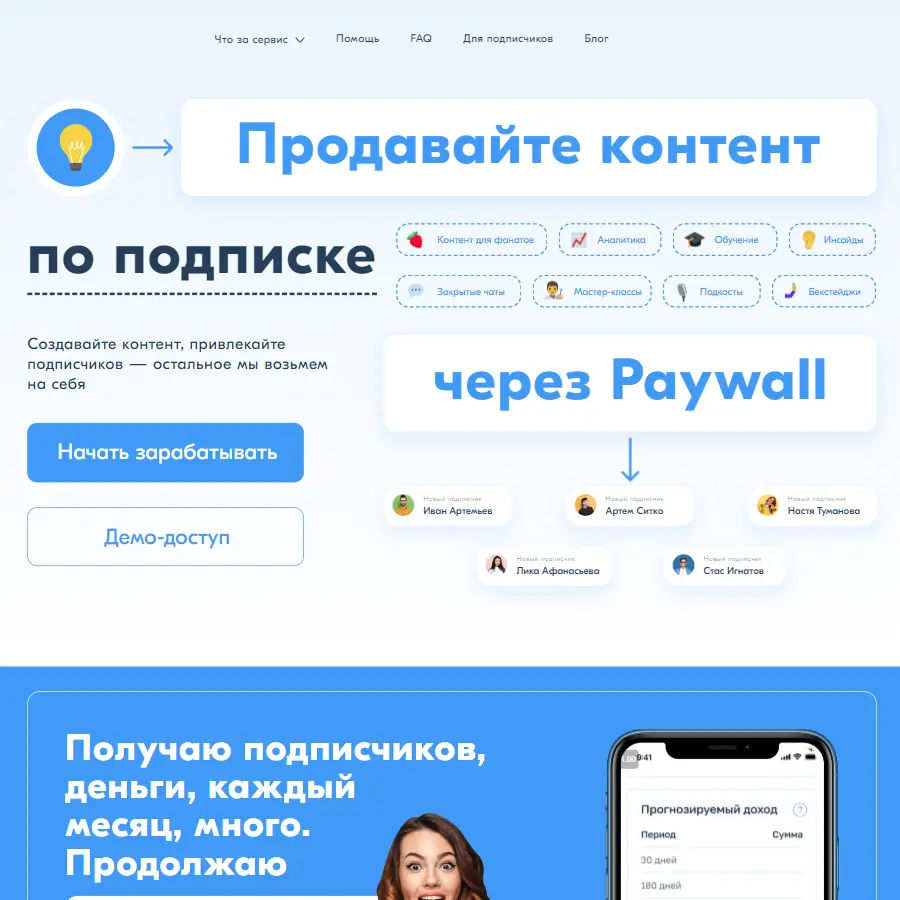 Что за сервис
Помощь
FAQ
Для подписчиков
Блог
Продавайте контент
по подписке
Контент для фанатов
Аналитика
Обучение
Инсайды
Закрытые чаты
Мастер-классы
Подкасты
Бекстейджи
Создавайте контент, привлекайте
подписчиков — остальное мы возьмем
на себя
через Paywall
Начать зарабатывать
Демо-доступ
Новый подписчик
Иван Артемьев
Новый подписчик
Артем Ситко
Новый подписчик
Настя Туманова
Новый подписчик
Лика Афанасьева
Новый подписчик
Стас Игнатов
Получаю подписчиков,
деньги, каждый
месяц, много.
Продолжаю
9:41
Прогнозируемый доход ?
Период Сумма
30 дней
180 дней